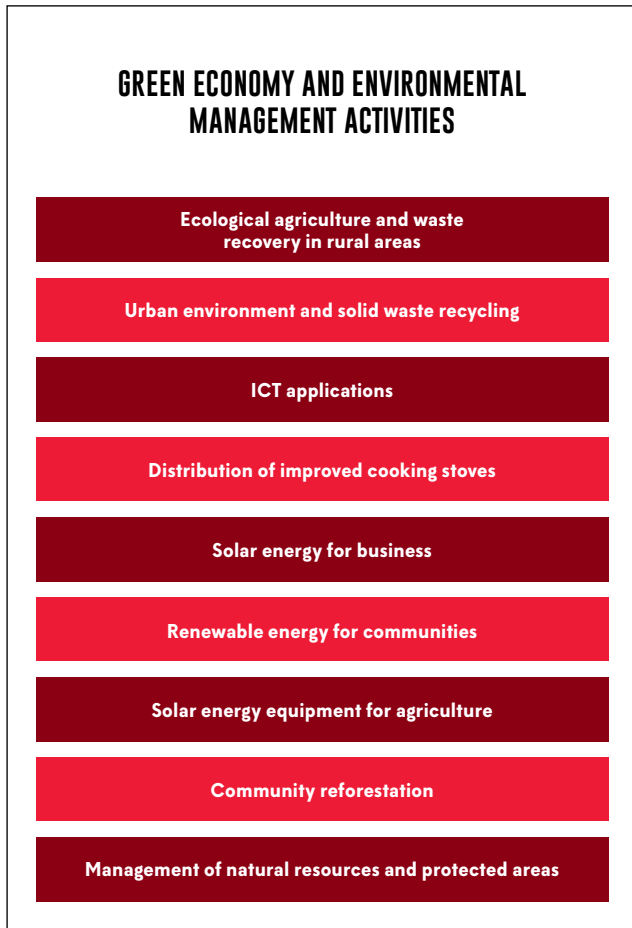 GREEN ECONOMY AND ENVIRONMENTAL
MANAGEMENT ACTIVITIES
Ecological agriculture and waste
recovery in rural areas
Urban environment and solid waste recycling
ICT applications
Distribution of improved cooking stoves
Solar energy for business
Renewable energy for communities
Solar energy equipment for agriculture
Community reforestation
Management of natural resources and protected areas